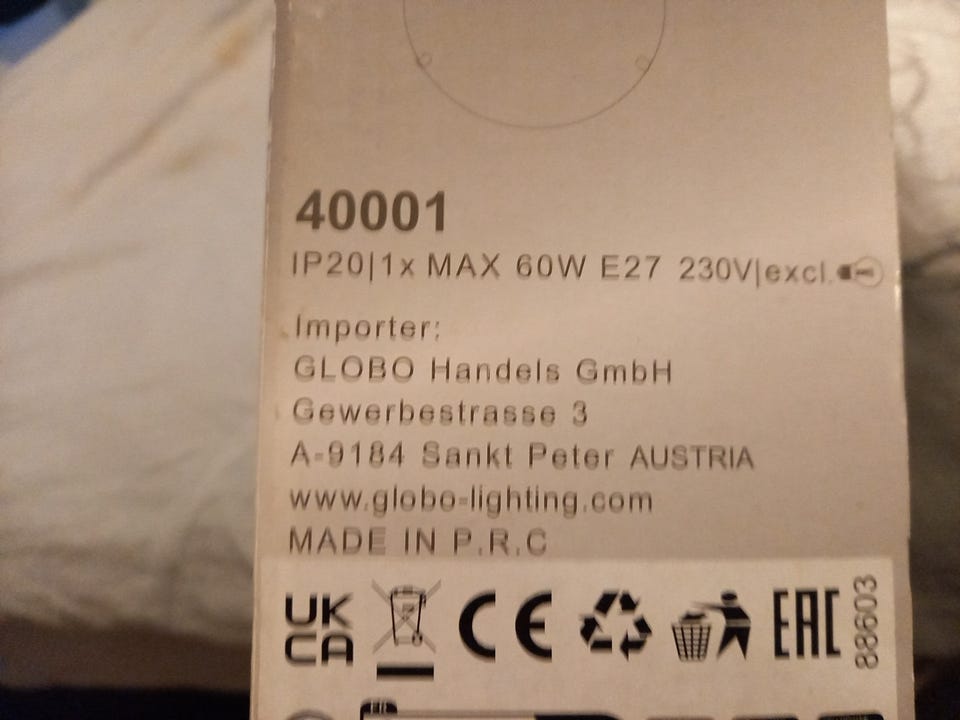 40001
IP20|1x MAX 60W E27 230V|excl.
Importer:
GLOBO Handels GmbH
Gewerbestrasse 3
A-9184 Sankt Peter AUSTRIA
www.globo-lighting.com
MADE IN P.R.C
UK
CA
CE
EAC
88603